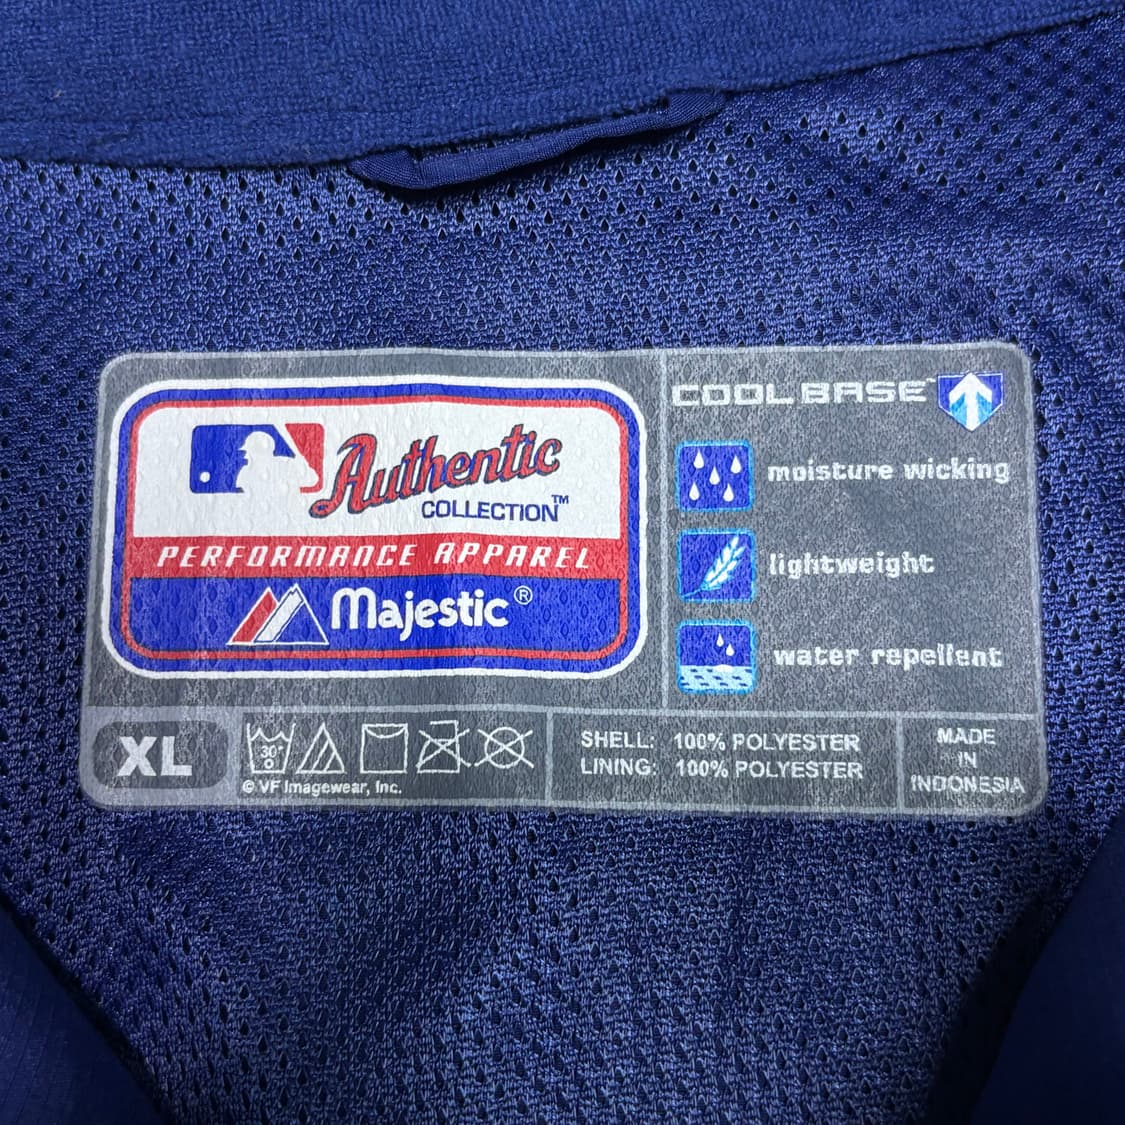 Authentic
COLLECTION™
PERFORMANCE APPAREL
Majestic®
COOL BASE™
moisture wicking
lightweight
water repellent
XL
30°
© VF Imagewear, Inc.
SHELL: 100% POLYESTER
LINING: 100% POLYESTER
MADE
IN
INDONESIA